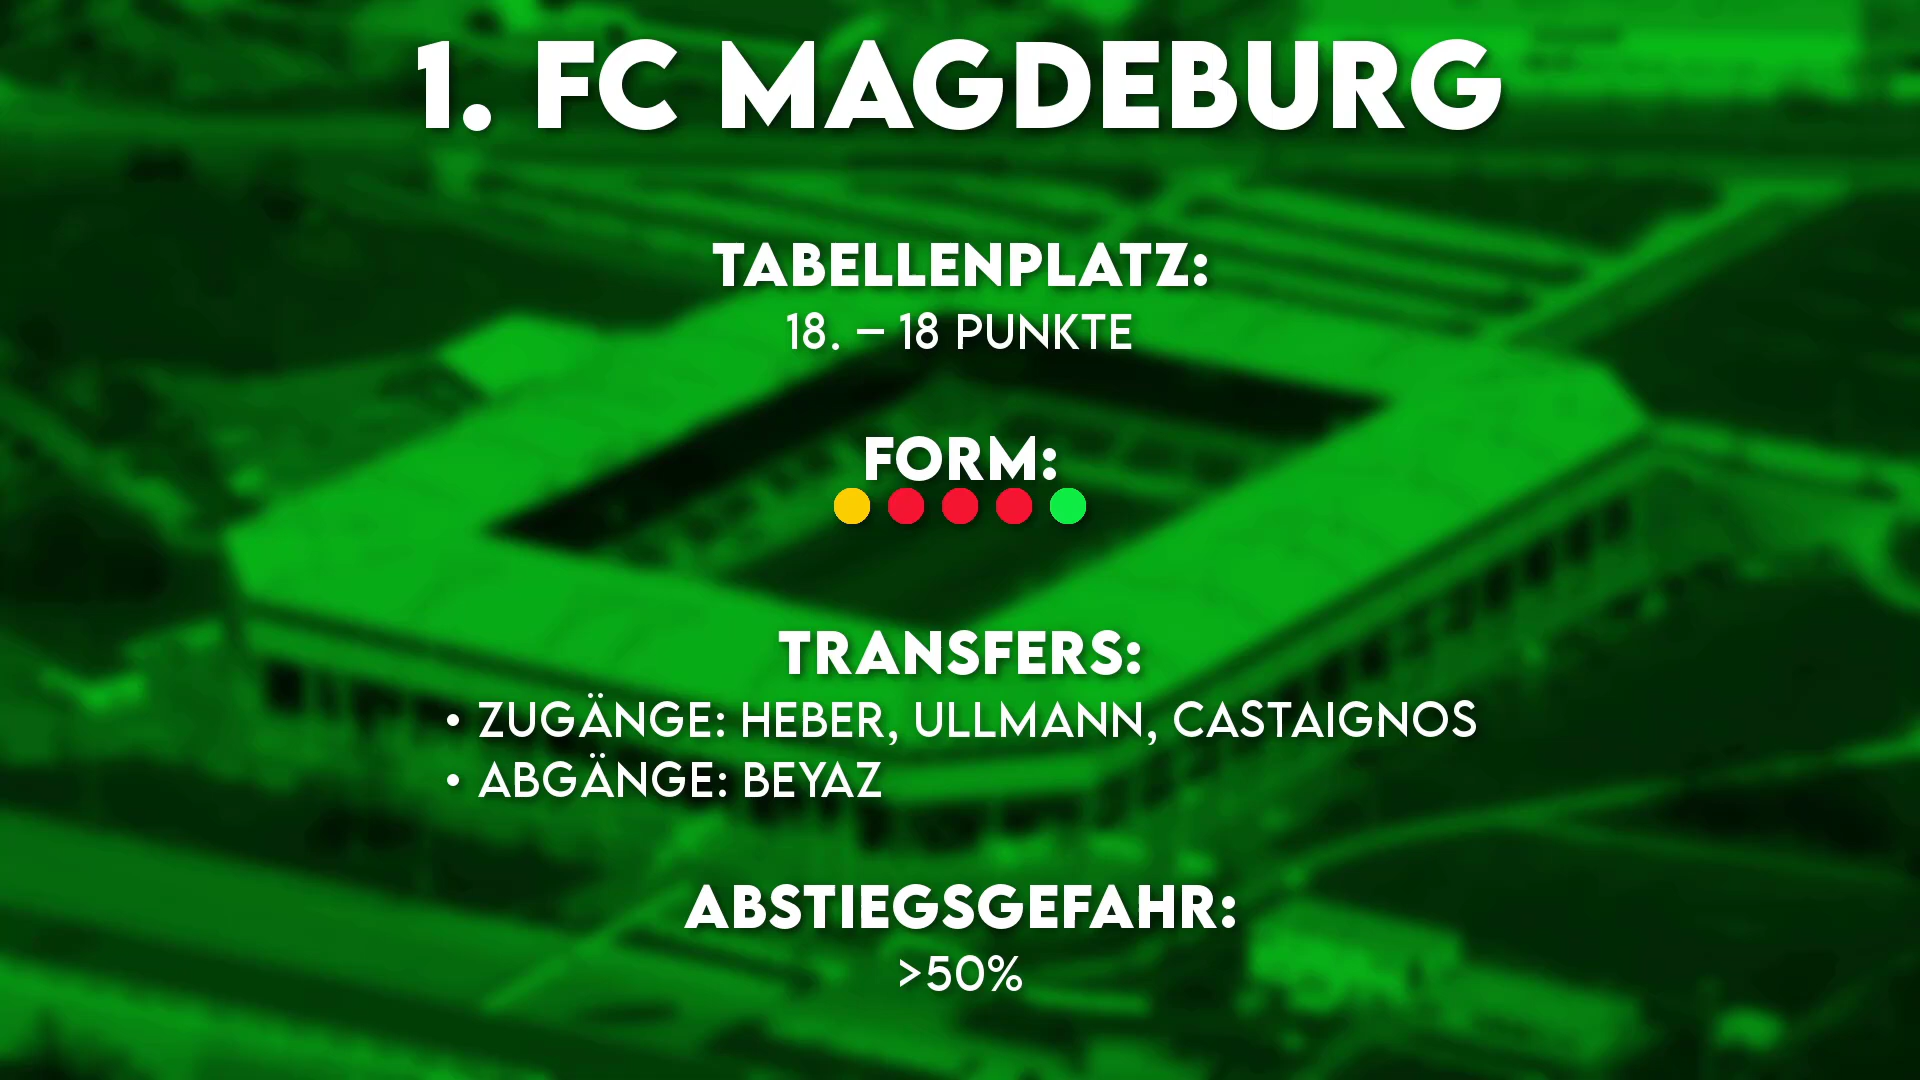 1. FC MAGDEBURG
TABELLENPLATZ:
18. – 18 PUNKTE
FORM:
TRANSFERS:
• ZUGÄNGE: HEBER, ULLMANN, CASTAIGNOS
• ABGÄNGE: BEYAZ
ABSTIEGSGEFAHR:
>50%